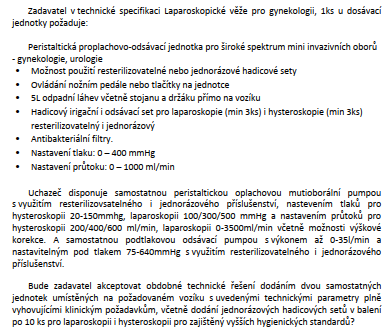 Zadavatel v technické specifikaci Laparoskopické věže pro gynekologii, 1ks u dosávací
jednotky požaduje:
Peristaltická proplachovo-odsávací jednotka pro široké spektrum mini invazivních oborů
- gynekologie, urologie
• Možnost použití resterilizovatelné nebo jednorázové hadicové sety
• Ovládání nožním pedále nebo tlačítky na jednotce
• 5L odpadní láhev včetně stojanu a držáku přímo na vozíku
• Hadicový irigační i odsávací set pro laparoskopie (min 3ks) i hysteroskopie (min 3ks)
resterilizovatelný i jednorázový
• Antibakteriální filtry.
• Nastavení tlaku: 0 – 400 mmHg
• Nastavení průtoku: 0 – 1000 ml/min
Uchazeč disponuje samostatnou peristaltickou oplachovou mutioborální pumpou
s využitím resterilizovsatelného i jednorázového příslušenství, nastevením tlaků pro
hysteroskopii 20-150mmhg, laparoskopii 100/300/500 mmHg a nastavením průtoků pro
hysteroskopii 200/400/600 ml/min, laparoskopii 0-3500ml/min včetně možnosti výškové
korekce. A samostatnou podtlakovou odsávací pumpou s výkonem až 0-35l/min a
nastavitelným pod tlakem 75-640mmHg s využitím resterilizovatelného i jednorázového
příslušenství.
Bude zadavatel akceptovat obdobné technické řešení dodáním dvou samostatných
jednotek umístěných na požadovaném vozíku s uvedenými technickými parametry plně
vyhovujícími klinickým požadavkům, včetně dodání jednorázových hadicových setů v balení
po 10 ks pro laparoskopii i hysteroskopii pro zajištěný vyšších hygienických standardů?